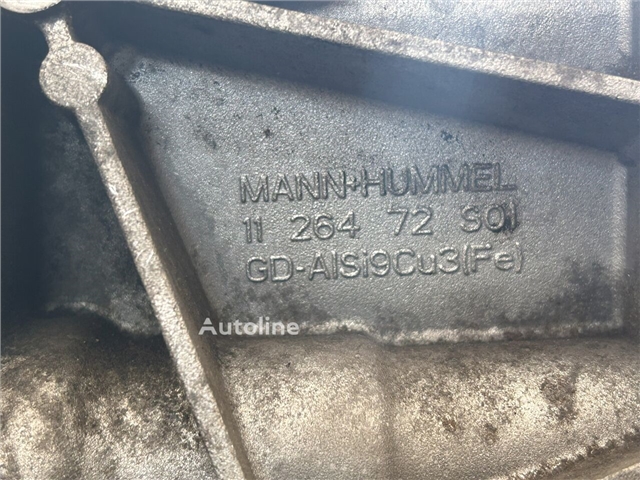 MANN+HUMMEL
11 264 72 S01
GD-AlSi9Cu3(Fe)
Autoline